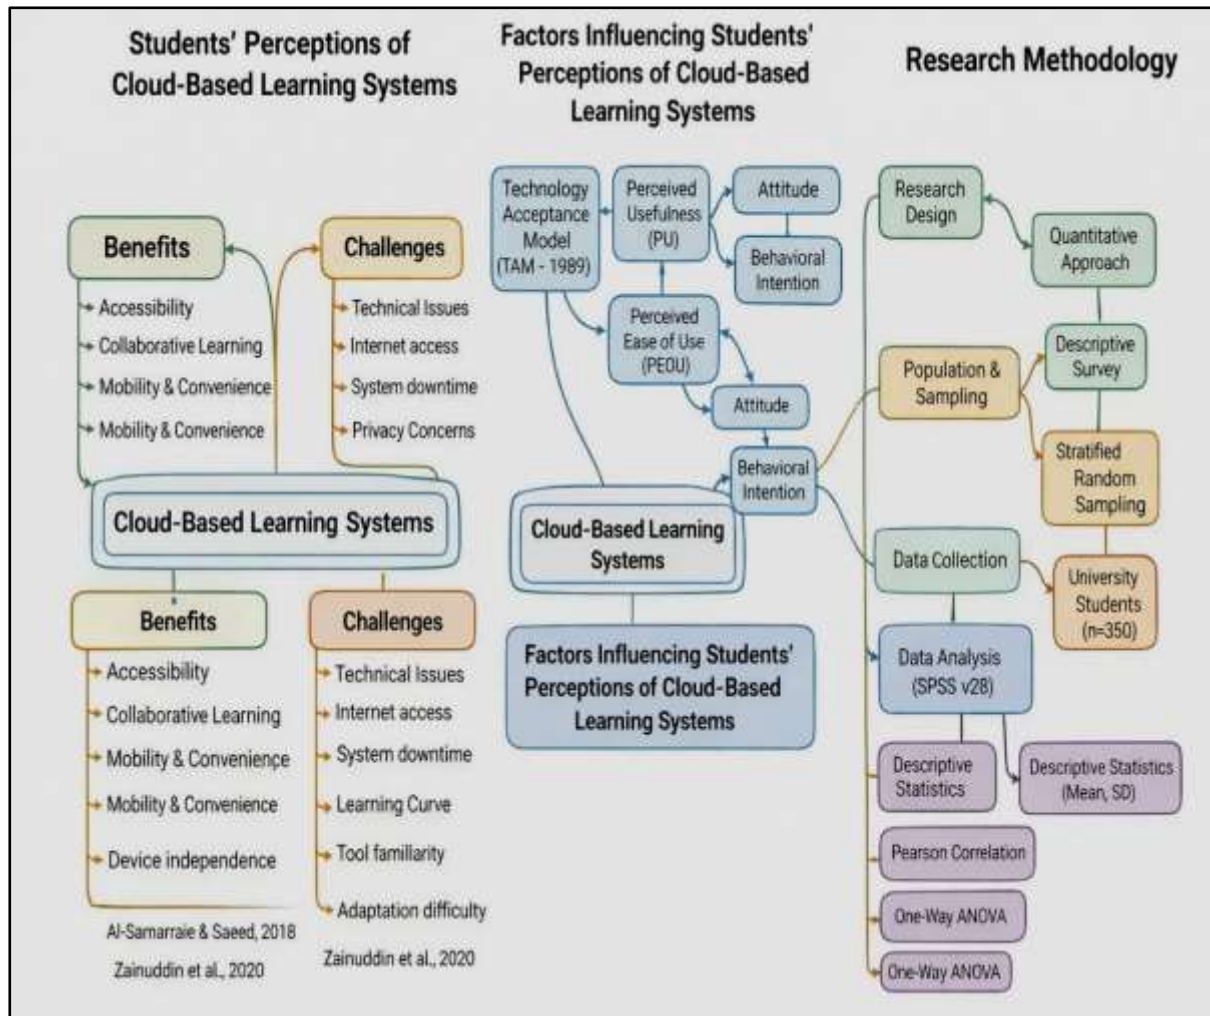 Students' Perceptions of
Cloud-Based Learning Systems
Benefits
Accessibility
Collaborative Learning
Mobility & Convenience
Mobility & Convenience
Challenges
Technical Issues
Internet access
System downtime
Privacy Concerns
Cloud-Based Learning Systems
Benefits
Accessibility
Collaborative Learning
Mobility & Convenience
Mobility & Convenience
Device independence
Al-Samarraie & Saeed, 2018
Zainuddin et al., 2020
Challenges
Technical Issues
Internet access
System downtime
Learning Curve
Tool familiarity
Adaptation difficulty
Zainuddin et al., 2020
Factors Influencing Students'
Perceptions of Cloud-Based
Learning Systems
Technology
Acceptance
Model
(TAM - 1989)
Perceived
Usefulness
(PU)
Attitude
Behavioral
Intention
Perceived
Ease of Use
(PEOU)
Attitude
Behavioral
Intention
Cloud-Based Learning
Systems
Factors Influencing Students'
Perceptions of Cloud-Based
Learning Systems
Research Methodology
Research
Design
Quantitative
Approach
Population &
Sampling
Descriptive
Survey
Stratified
Random
Sampling
Data Collection
University
Students
(n=350)
Data Analysis
(SPSS v28)
Descriptive
Statistics
Descriptive Statistics
(Mean, SD)
Pearson Correlation
One-Way ANOVA
One-Way ANOVA